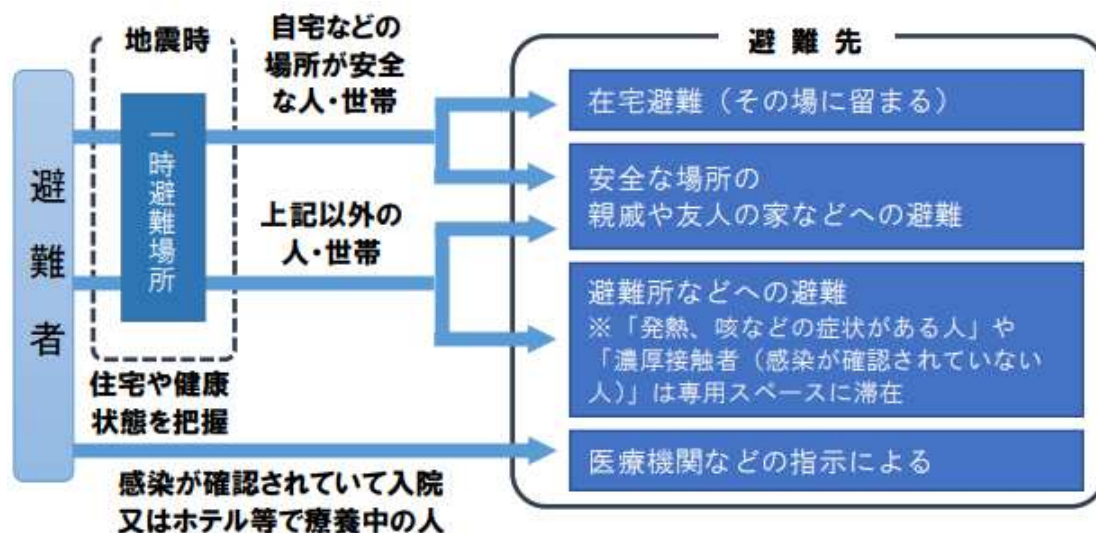 避難者
地震時
一時避難場所
住宅や健康
状態を把握
自宅などの
場所が安全
な人・世帯
上記以外の
人・世帯
感染が確認されていて入院
又はホテル等で療養中の人
避難先
在宅避難（その場に留まる）
安全な場所の
親戚や友人の家などへの避難
避難所などへの避難
※「発熱、咳などの症状がある人」や
「濃厚接触者（感染が確認されていない
人）」は専用スペースに滞在
医療機関などの指示による